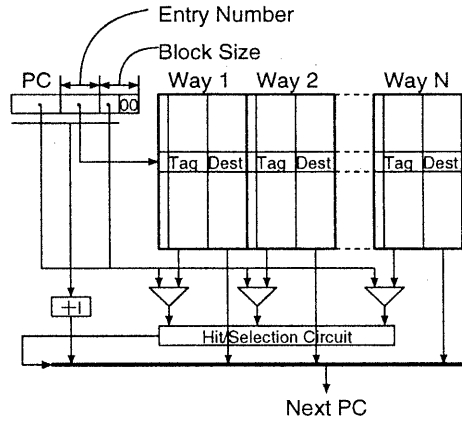 Entry Number
Block Size
PC
Way 1 Way 2 Way N
00
Tag Dest Tag Dest Tag Dest
+1
Hit/Selection Circuit
Next PC